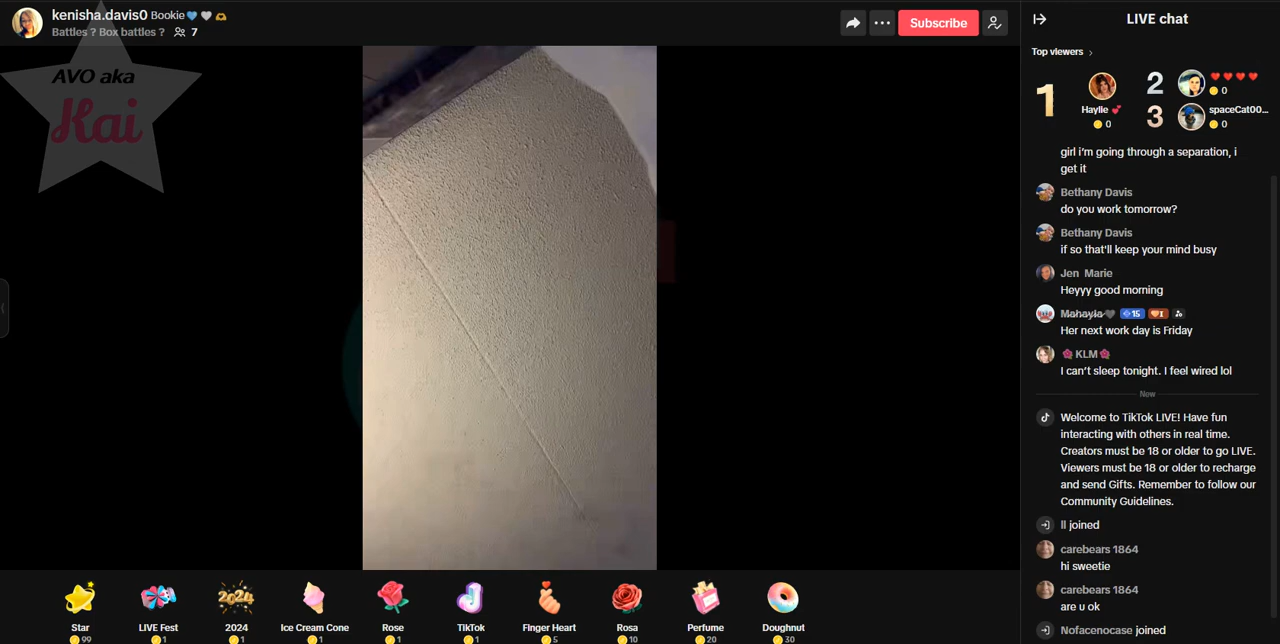 kenisha.davis0 Bookie💙🤍🫶
Battles ? Box battles ? 7
Subscribe
AVO aka
Kai
LIVE chat
Top viewers
1
Haylie 💕
0
2
❤️❤️❤️❤️
0
3
spaceCat00...
0
girl i'm going through a separation, i
get it
Bethany Davis
do you work tomorrow?
Bethany Davis
if so that'll keep your mind busy
Jen Marie
Heyyy good morning
Mahayla🖤 15 I
Her next work day is Friday
🌺KLM🌺
I can't sleep tonight. I feel wired lol
Now
Welcome to TikTok LIVE! Have fun
interacting with others in real time.
Creators must be 18 or older to go LIVE.
Viewers must be 18 or older to recharge
and send Gifts. Remember to follow our
Community Guidelines.
ll joined
carebears 1864
hi sweetie
carebears 1864
are u ok
Nofacenocase joined
2024
Star LIVE Fest 2024 Ice Cream Cone Rose TikTok Finger Heart Rosa Perfume Doughnut
99 1 1 1 1 1 5 10 20 30